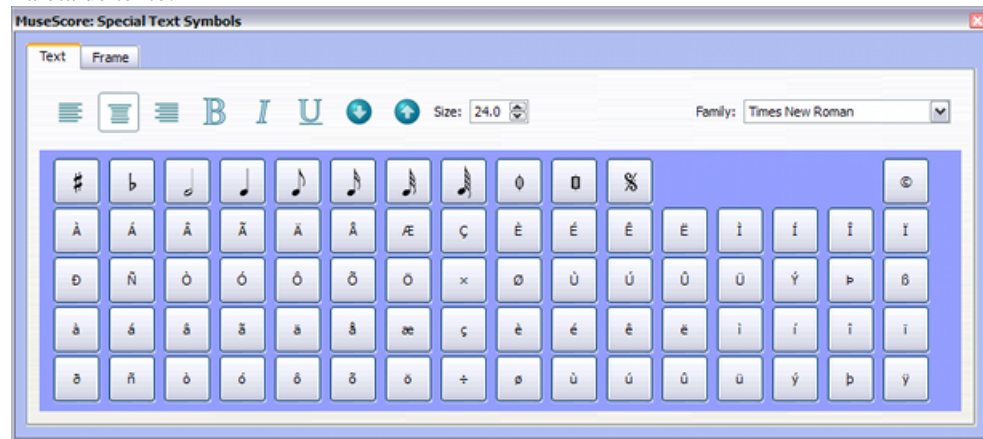 MuseScore: Special Text Symbols
Text Frame
B I U Size: 24.0 Family: Times New Roman
♯ ♭ 𝅗𝅥 ♩ ♪ 𝅘𝅥𝅯 𝅘𝅥𝅰 𝅘𝅥𝅱 𝄋 ©
À Á Â Ã Ä Å Æ Ç È É Ê Ë Ì Í Î Ï
Ð Ñ Ò Ó Ô Õ Ö × Ø Ù Ú Û Ü Ý Þ ß
à á â ã ä å æ ç è é ê ë ì í î ï
ð ñ ò ó ô õ ö ÷ ø ù ú û ü ý þ ÿ